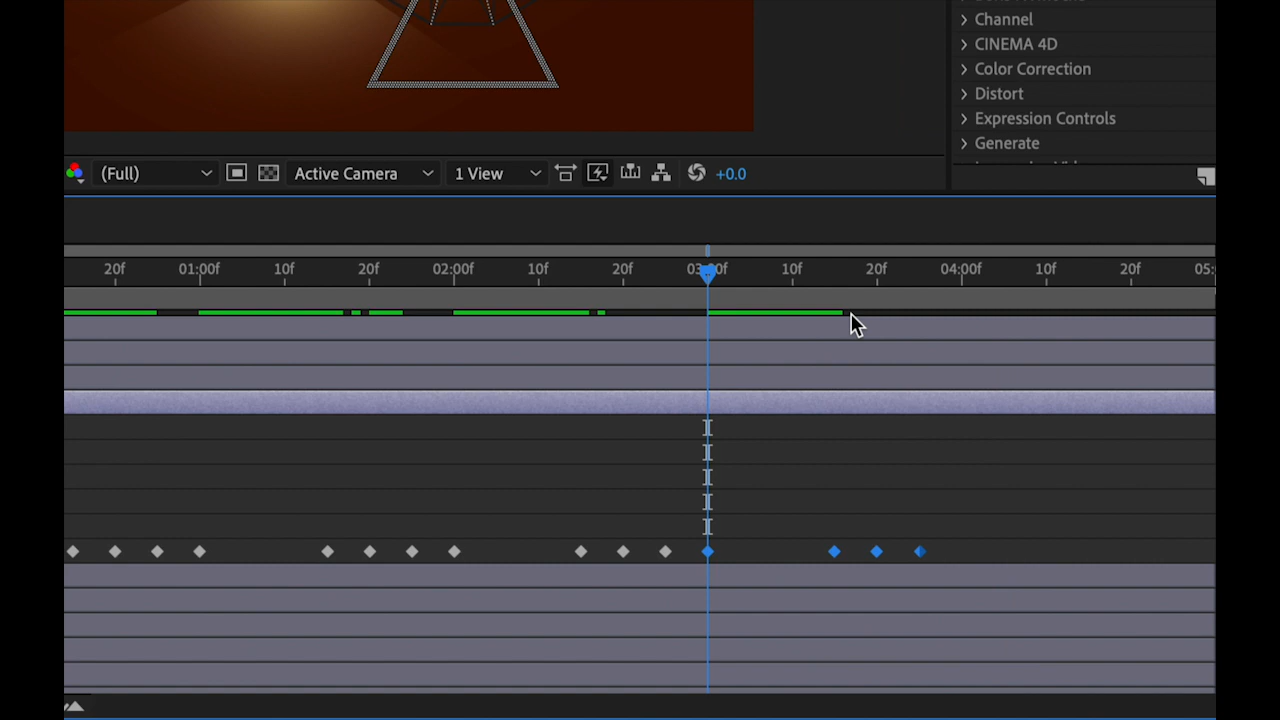 Channel
CINEMA 4D
Color Correction
Distort
Expression Controls
Generate
(Full) Active Camera 1 View +0.0
20f 01:00f 10f 20f 02:00f 10f 20f 10f 20f 04:00f 10f 20f 05: